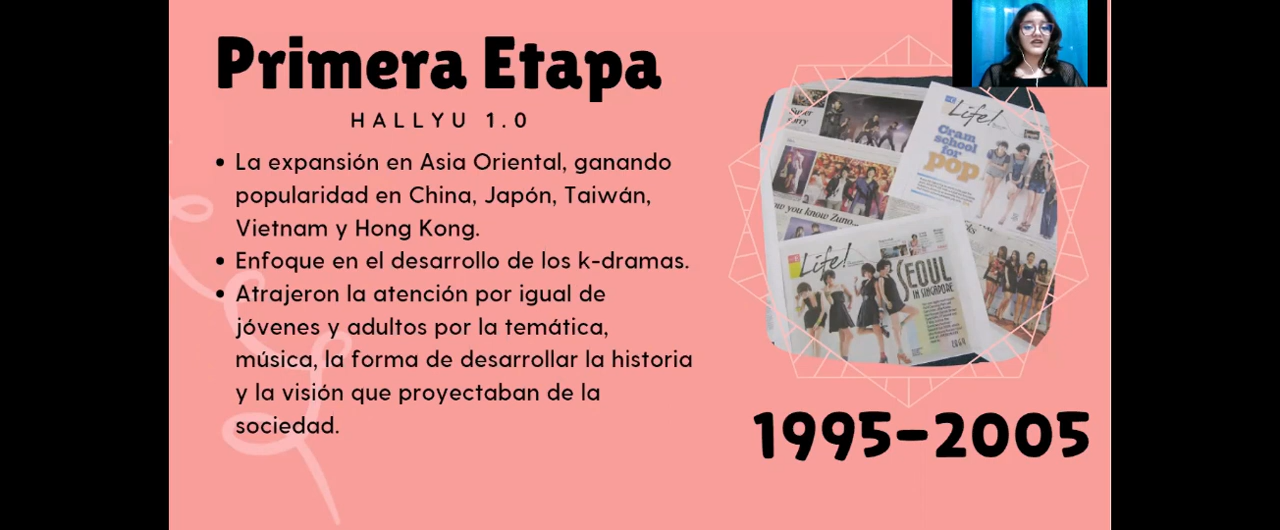 Primera Etapa
HALLYU 1.0
• La expansión en Asia Oriental, ganando
popularidad en China, Japón, Taiwán,
Vietnam y Hong Kong.
• Enfoque en el desarrollo de los k-dramas.
• Atrajeron la atención por igual de
jóvenes y adultos por la temática,
música, la forma de desarrollar la historia
y la visión que proyectaban de la
sociedad.
Life!
Cram
school
for
pop
Life!
SEOUL
IN SINGAPORE
1995-2005